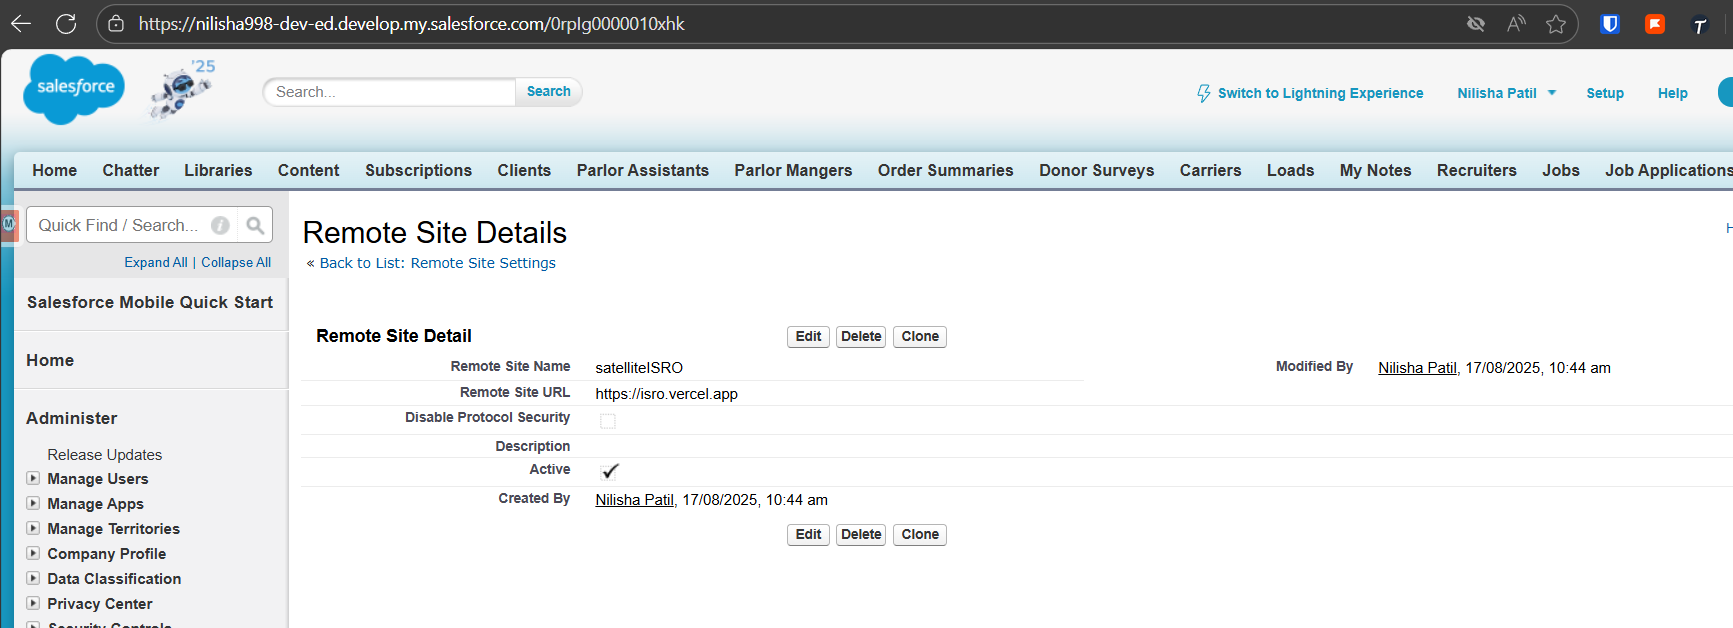 https://nilisha998-dev-ed.develop.my.salesforce.com/0rpIg0000010xhk
salesforce
'25
Search...
Search
Switch to Lightning Experience
Nilisha Patil
Setup
Help
Home Chatter Libraries Content Subscriptions Clients Parlor Assistants Parlor Mangers Order Summaries Donor Surveys Carriers Loads My Notes Recruiters Jobs Job Applications
M
Quick Find / Search...
Expand All | Collapse All
Salesforce Mobile Quick Start
Home
Administer
Release Updates
Manage Users
Manage Apps
Manage Territories
Company Profile
Data Classification
Privacy Center
Security Controls
Remote Site Details
« Back to List: Remote Site Settings
Remote Site Detail
Edit Delete Clone
Remote Site Name satelliteISRO
Modified By Nilisha Patil, 17/08/2025, 10:44 am
Remote Site URL https://isro.vercel.app
Disable Protocol Security
Description
Active
Created By Nilisha Patil, 17/08/2025, 10:44 am
Edit Delete Clone